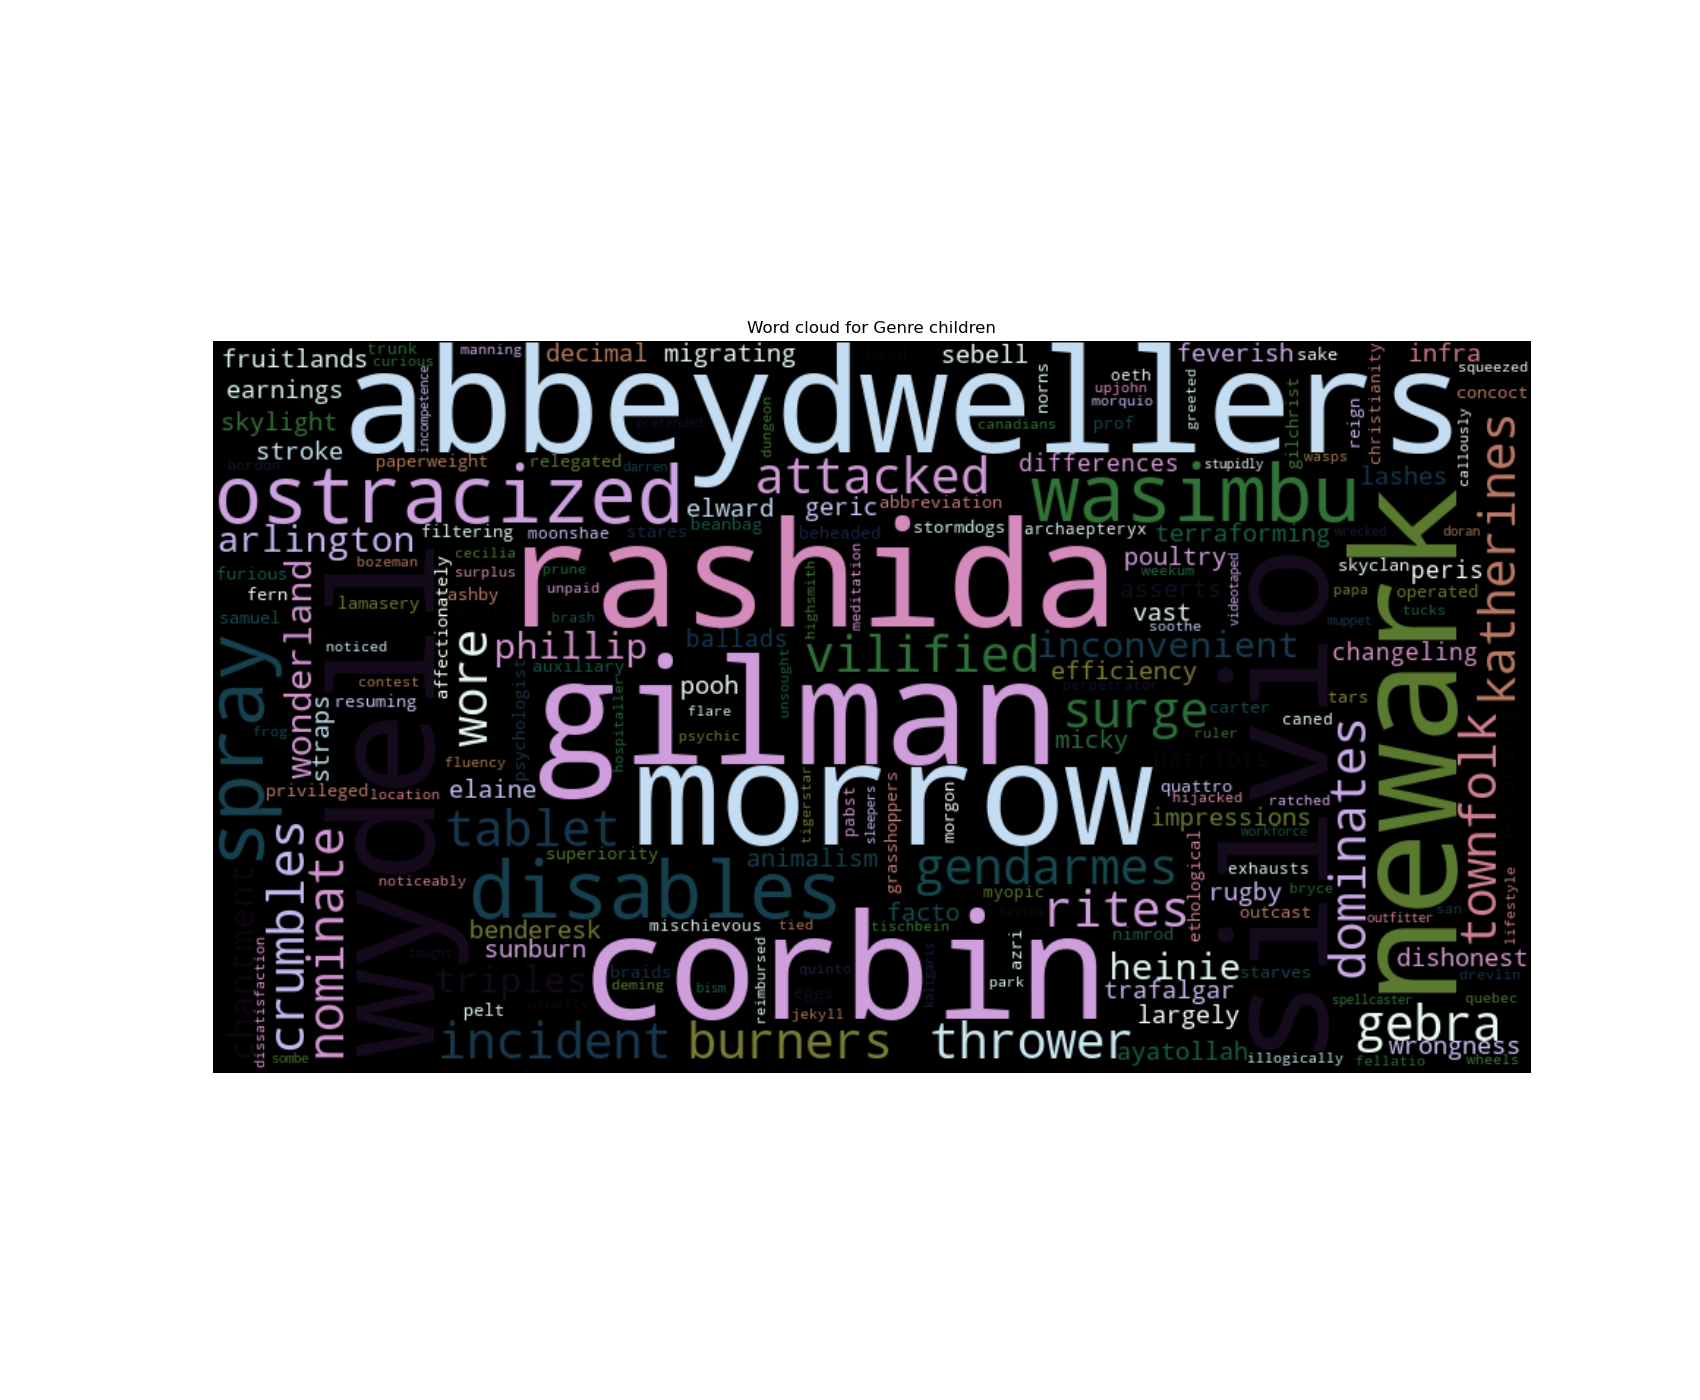 Word cloud for Genre children
fruitlands
trunk
curious
manning
decimal
migrating
head
sebell
feverish
sake
christianity
infra
squeezed
earnings
abbeydwellers
incompetence
norns
oeth
upjohn
morquio
greeted
concoct
skylight
pretended
dungeon
canadians
prof
gilchrist
reign
callously
katherines
stroke
bordon
paperweight
relegated
darren
attacked
differences
stupidly
wasps
lashes
ostracized
elward
geric
abbreviation
wasimbu
arlington
filtering
moonshae
stares
beanbag
beheaded
stormdogs
archaepteryx
terraforming
wrecked
doran
newark
furious
wonderland
bozeman
wydell
cecilia
surplus
prune
rashida
highsmith
meditation
poultry
weekum
videotaped
silvio
skyclan
peris
fern
lamasery
affectionately
ashby
unpaid
asserts
papa
operated
samuel
brash
vast
soothe
tucks
muppet
spray
noticed
wore
phillip
ballads
vilified
inconvenient
changeling
contest
psychologist
auxiliary
unsought
efficiency
perpetrator
resuming
straps
gilman
pooh
flare
psychic
hospitaller
surge
carter
tars
caned
frog
micky
ruler
dominates
townfolk
fluency
patriots
privileged
location
elaine
morrow
tigerstar
pabst
sleepers
grasshoppers
morgon
quattro
hijacked
ratched
tablet
impressions
workforce
crumbles
nominate
superiority
animalism
gendarmes
ethological
exhausts
noticeably
disables
myopic
rugby
bryce
lifestyle
facto
rites
outcast
outfitter
san
benderesk
mischievous
tied
tischbein
nimrod
dissatisfaction
taught
sunburn
corbin
azri
heinie
starves
dishonest
drevlin
triples
braids
deming
bism
reimbursed
quinto
kaligaris
park
trafalgar
usually
eggs
pelt
jekyll
largely
spellcaster
quebec
gebra
sombe
incident
burners
thrower
ayatollah
illogically
wrongness
fellatio
wheels